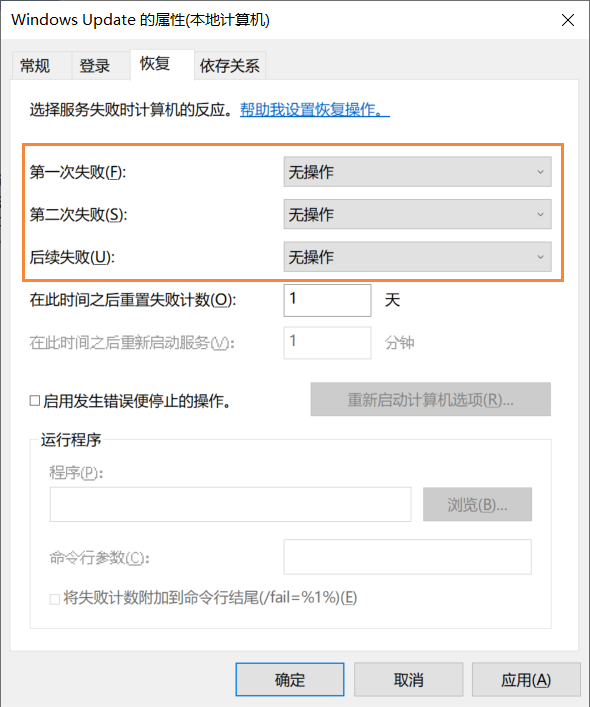 Windows Update 的属性(本地计算机)
常规 登录 恢复 依存关系
选择服务失败时计算机的反应。帮助我设置恢复操作。
第一次失败(F): 无操作
第二次失败(S): 无操作
后续失败(U): 无操作
在此时间之后重置失败计数(O): 1 天
在此时间之后重新启动服务(V): 1 分钟
启用发生错误便停止的操作。 重新启动计算机选项(R)...
运行程序
程序(P):
浏览(B)...
命令行参数(C):
将失败计数附加到命令行结尾(/fail=%1%)(E)
确定 取消 应用(A)